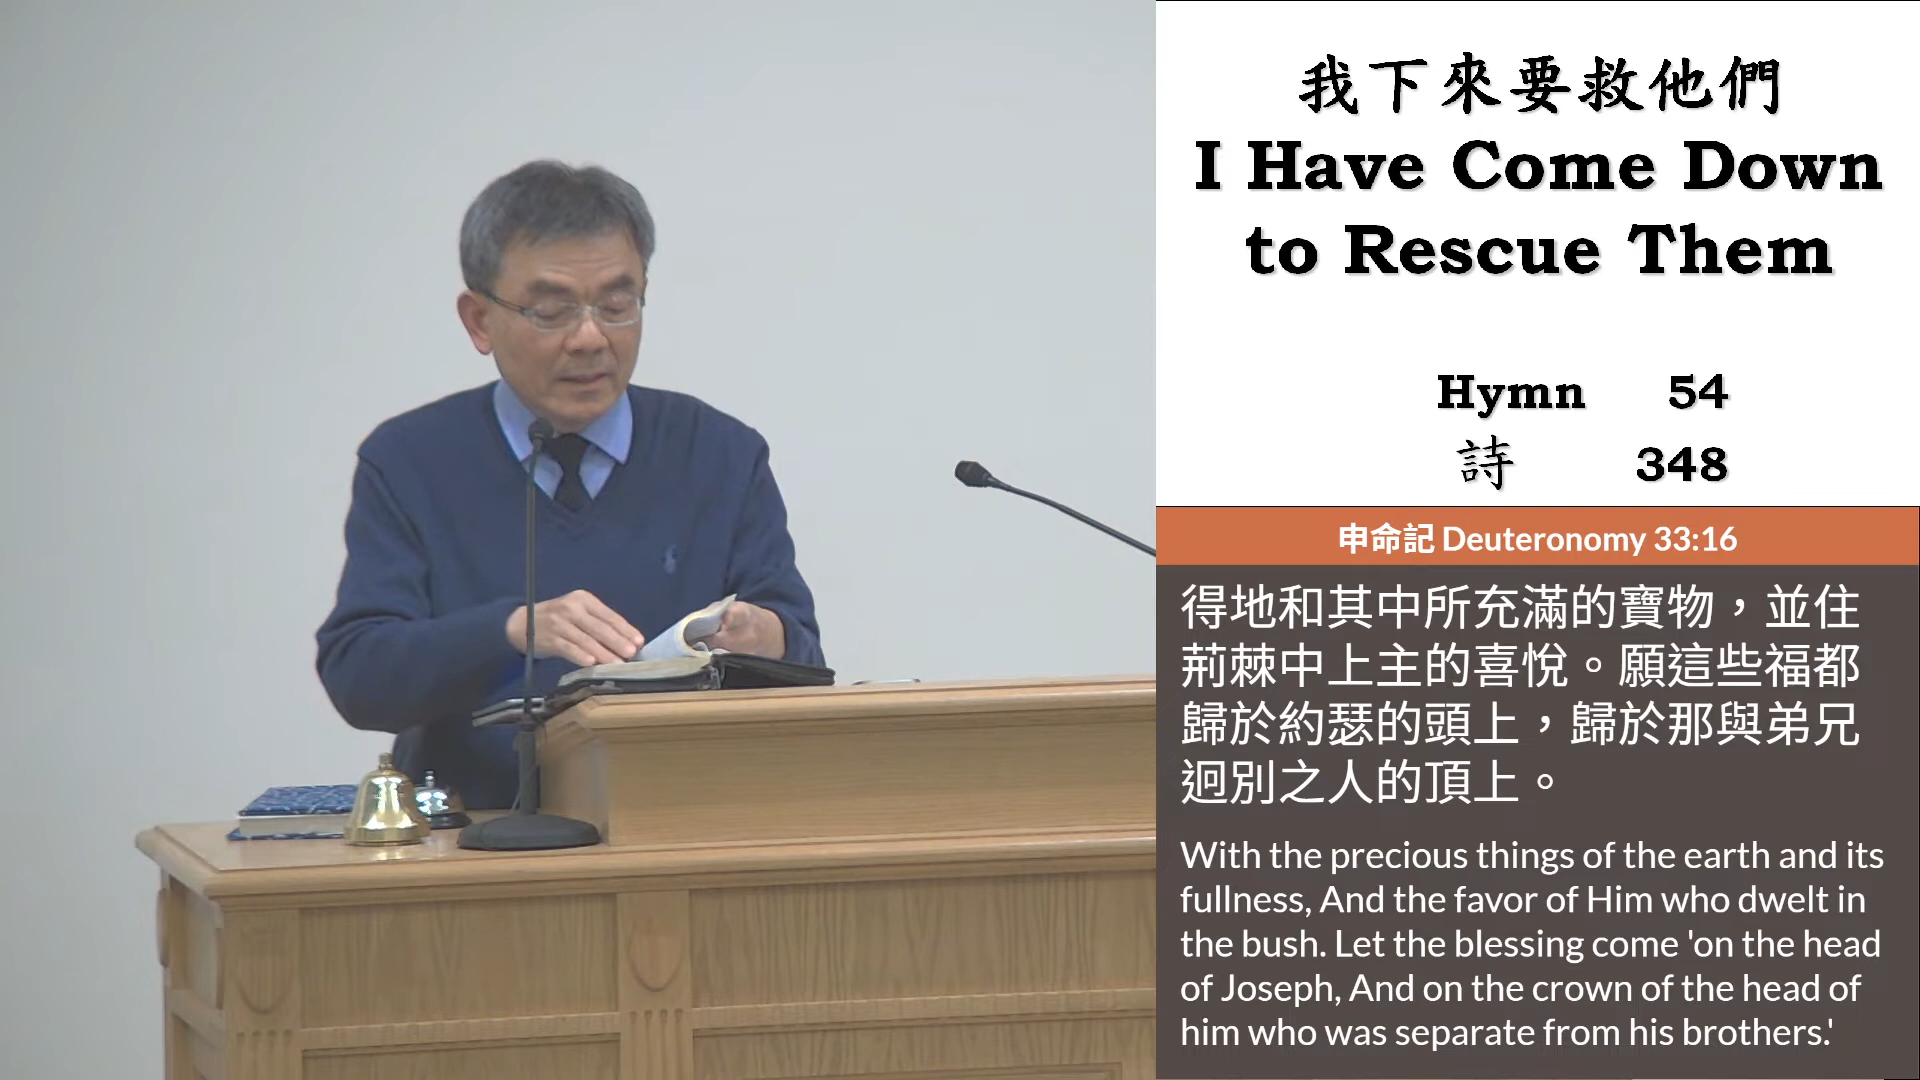 我下來要救他們
I Have Come Down
to Rescue Them
Hymn 54
詩 348
申命記 Deuteronomy 33:16
得地和其中所充滿的寶物，並住
荊棘中上主的喜悅。願這些福都
歸於約瑟的頭上，歸於那與弟兄
迥別之人的頂上。
With the precious things of the earth and its
fullness, And the favor of Him who dwelt in
the bush. Let the blessing come 'on the head
of Joseph, And on the crown of the head of
him who was separate from his brothers.'